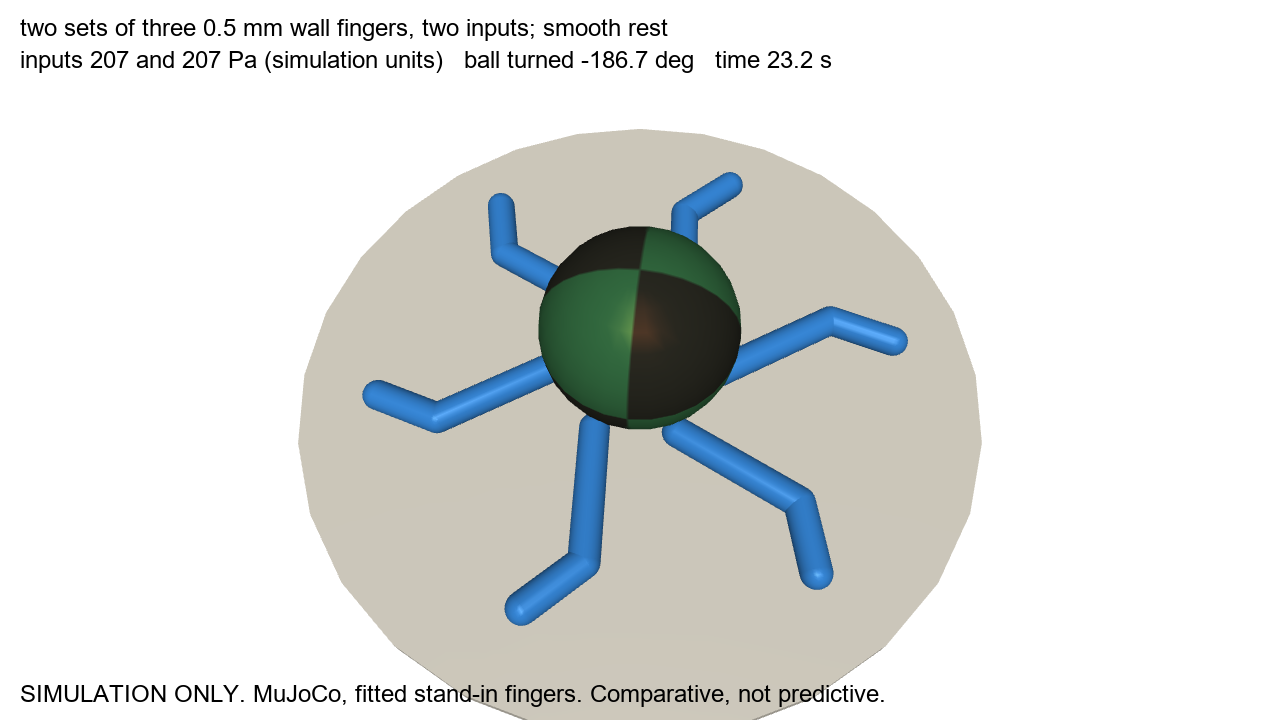 two sets of three 0.5 mm wall fingers, two inputs; smooth rest
inputs 207 and 207 Pa (simulation units)   ball turned -186.7 deg   time 23.2 s
SIMULATION ONLY. MuJoCo, fitted stand-in fingers. Comparative, not predictive.